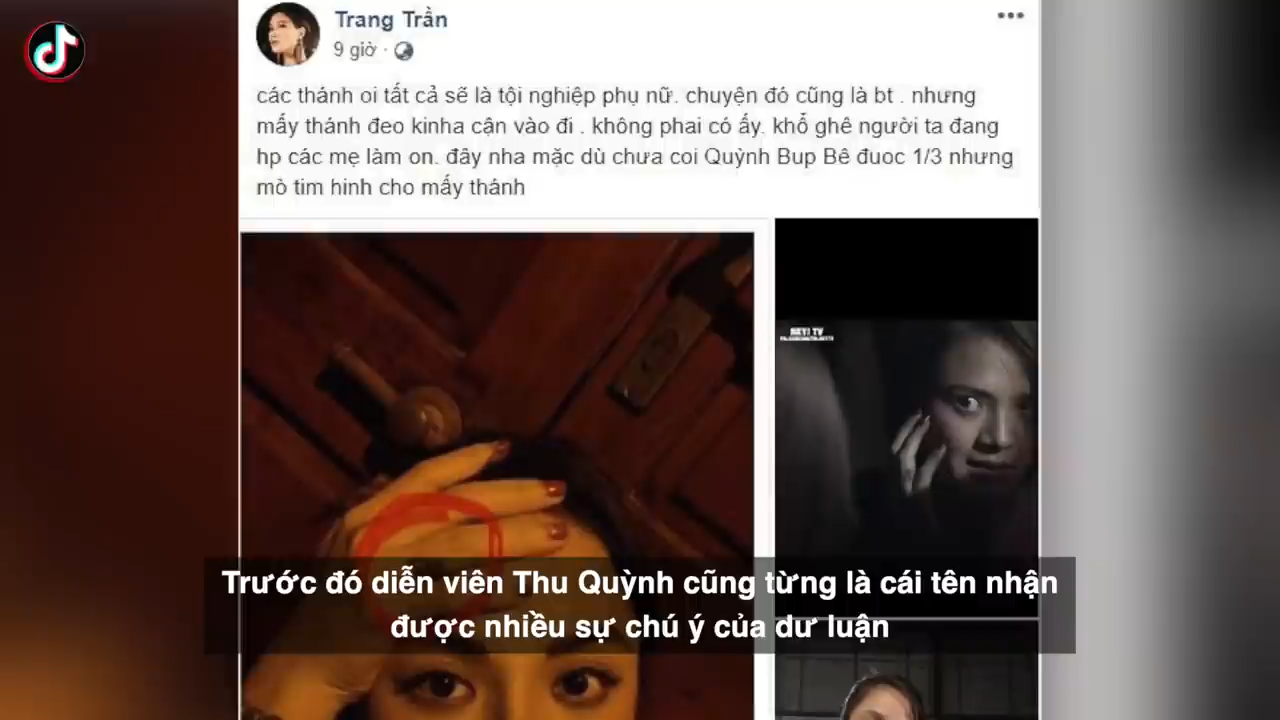 Trang Trần
9 giờ ·
các thánh oi tất cả sẽ là tội nghiệp phụ nữ. chuyện đó cũng là bt . nhưng
mấy thánh đeo kinha cận vào đi . không phai có ấy. khổ ghê người ta đang
hp các mẹ làm on. đây nha mặc dù chưa coi Quỳnh Bup Bê đuoc 1/3 nhưng
mò tim hinh cho mấy thánh
Trước đó diễn viên Thu Quỳnh cũng từng là cái tên nhận
được nhiều sự chú ý của dư luận